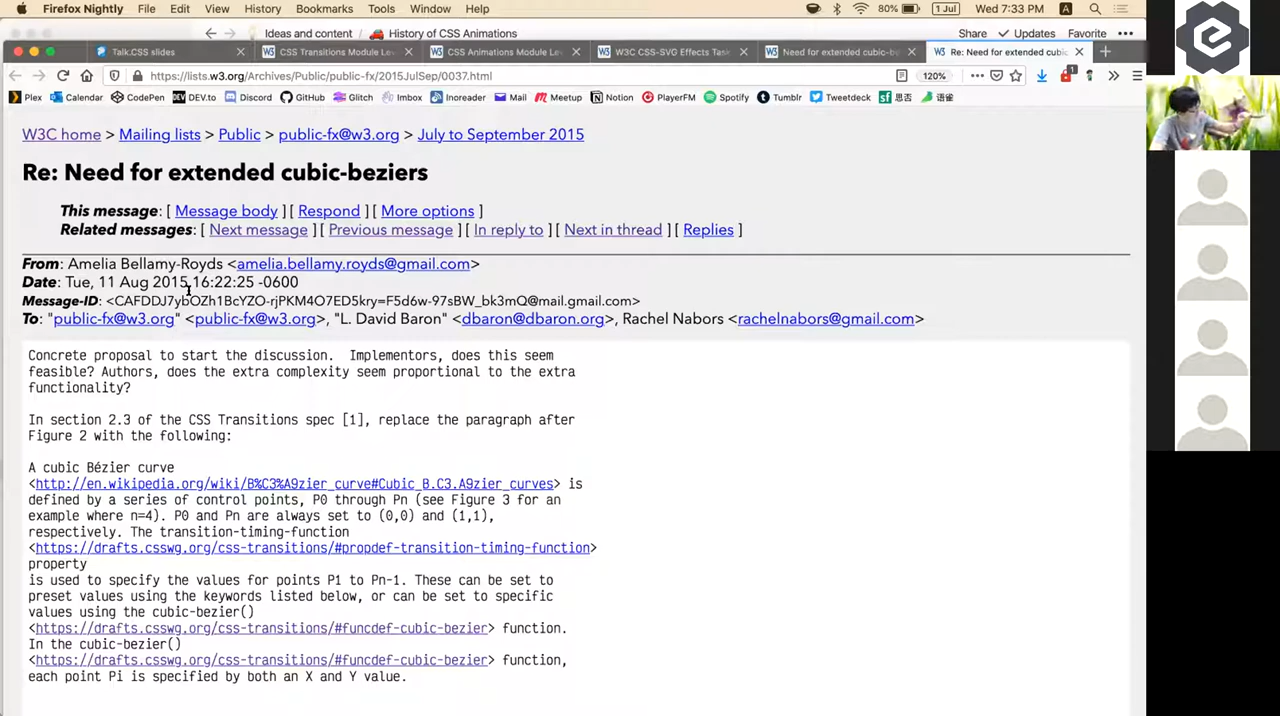 Firefox Nightly File Edit View History Bookmarks Tools Window Help 80% 1 Jul Wed 7:33 PM A
Ideas and content / History of CSS Animations Share Updates Favorite
Talk.CSS slides CSS Transitions Module Le CSS Animations Module Le W3C CSS-SVG Effects Task Need for extended cubic-b Re: Need for extended cubic
https://lists.w3.org/Archives/Public/public-fx/2015JulSep/0037.html 120% 1
Plex Calendar CodePen DEV.to Discord GitHub Glitch Imbox Inoreader Mail Meetup Notion PlayerFM Spotify Tumblr Tweetdeck 思否 语雀
W3C home > Mailing lists > Public > public-fx@w3.org > July to September 2015
Re: Need for extended cubic-beziers
This message: [ Message body ] [ Respond ] [ More options ]
Related messages: [ Next message ] [ Previous message ] [ In reply to ] [ Next in thread ] [ Replies ]
From: Amelia Bellamy-Royds <amelia.bellamy.royds@gmail.com>
Date: Tue, 11 Aug 2015 16:22:25 -0600
Message-ID: <CAFDDJ7ybOZh1BcYZO-rjPKM4O7ED5kry=F5d6w-97sBW_bk3mQ@mail.gmail.com>
To: "public-fx@w3.org" <public-fx@w3.org>, "L. David Baron" <dbaron@dbaron.org>, Rachel Nabors <rachelnabors@gmail.com>
Concrete proposal to start the discussion. Implementors, does this seem
feasible? Authors, does the extra complexity seem proportional to the extra
functionality?
In section 2.3 of the CSS Transitions spec [1], replace the paragraph after
Figure 2 with the following:
A cubic Bézier curve
<http://en.wikipedia.org/wiki/B%C3%A9zier_curve#Cubic_B.C3.A9zier_curves> is
defined by a series of control points, P0 through Pn (see Figure 3 for an
example where n=4). P0 and Pn are always set to (0,0) and (1,1),
respectively. The transition-timing-function
<https://drafts.csswg.org/css-transitions/#propdef-transition-timing-function>
property
is used to specify the values for points P1 to Pn-1. These can be set to
preset values using the keywords listed below, or can be set to specific
values using the cubic-bezier()
<https://drafts.csswg.org/css-transitions/#funcdef-cubic-bezier> function.
In the cubic-bezier()
<https://drafts.csswg.org/css-transitions/#funcdef-cubic-bezier> function,
each point Pi is specified by both an X and Y value.